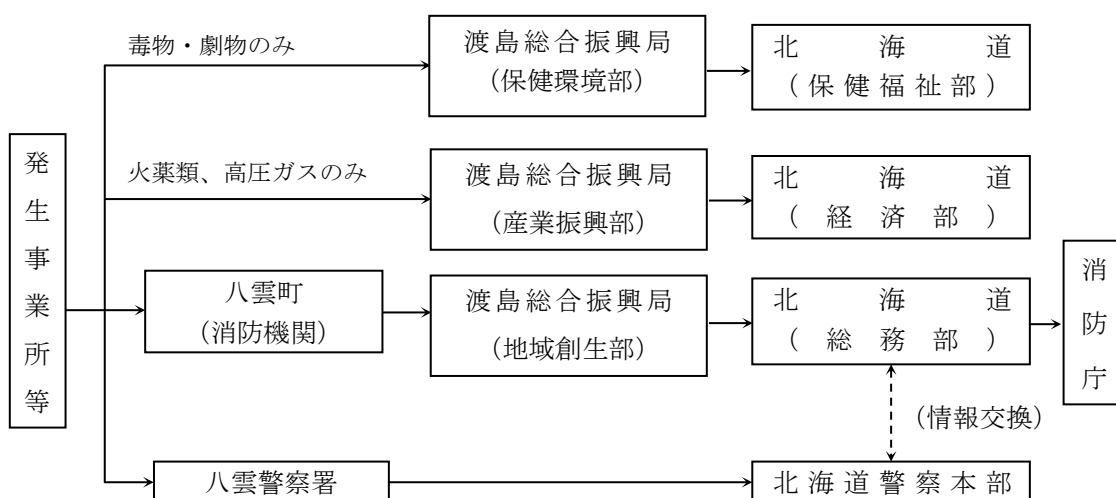 発生事業所等
毒物・劇物のみ
渡島総合振興局
（保健環境部）
北海道
（保健福祉部）
火薬類、高圧ガスのみ
渡島総合振興局
（産業振興部）
北海道
（経済部）
八雲町
（消防機関）
渡島総合振興局
（地域創生部）
北海道
（総務部）
消防庁
（情報交換）
八雲警察署
北海道警察本部